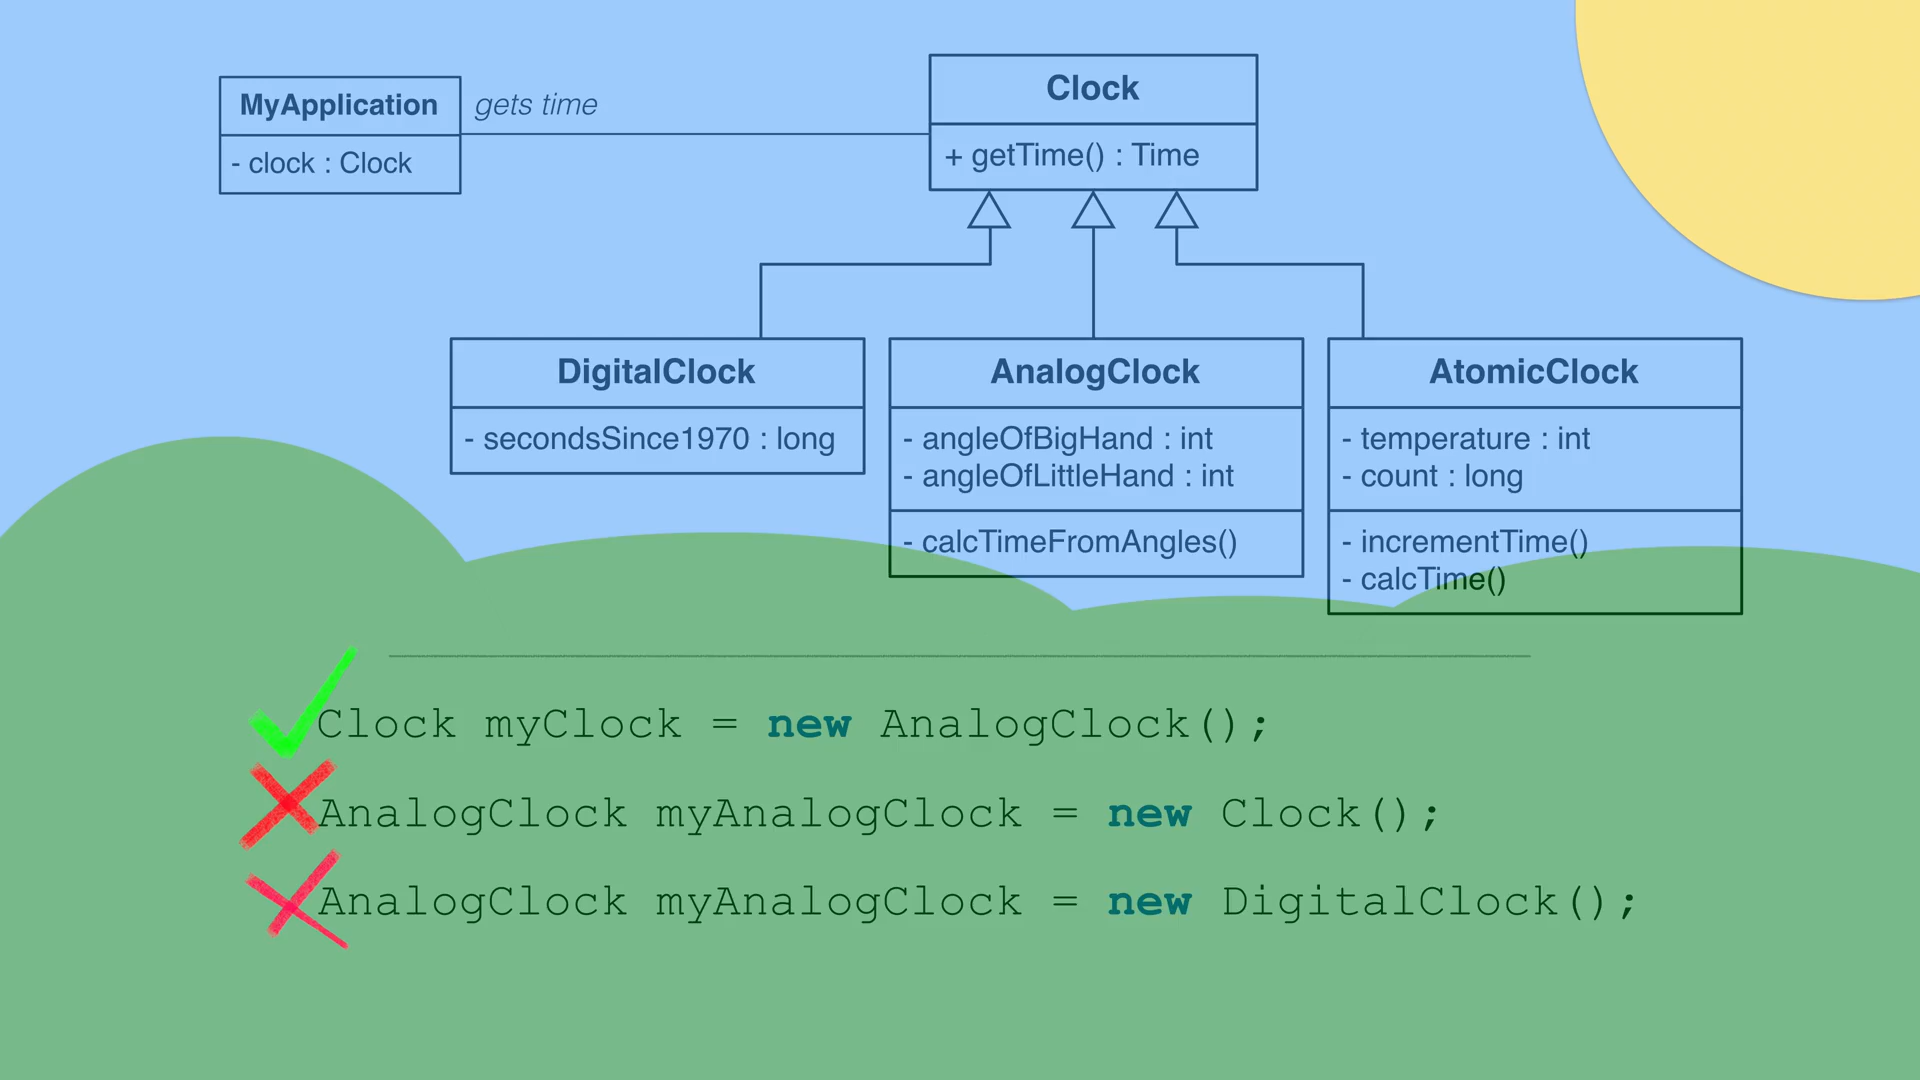 MyApplication
- clock : Clock
gets time
Clock
+ getTime() : Time
DigitalClock
- secondsSince1970 : long
AnalogClock
- angleOfBigHand : int
- angleOfLittleHand : int
- calcTimeFromAngles()
AtomicClock
- temperature : int
- count : long
- incrementTime()
- calcTime()
Clock myClock = new AnalogClock();
AnalogClock myAnalogClock = new Clock();
AnalogClock myAnalogClock = new DigitalClock();